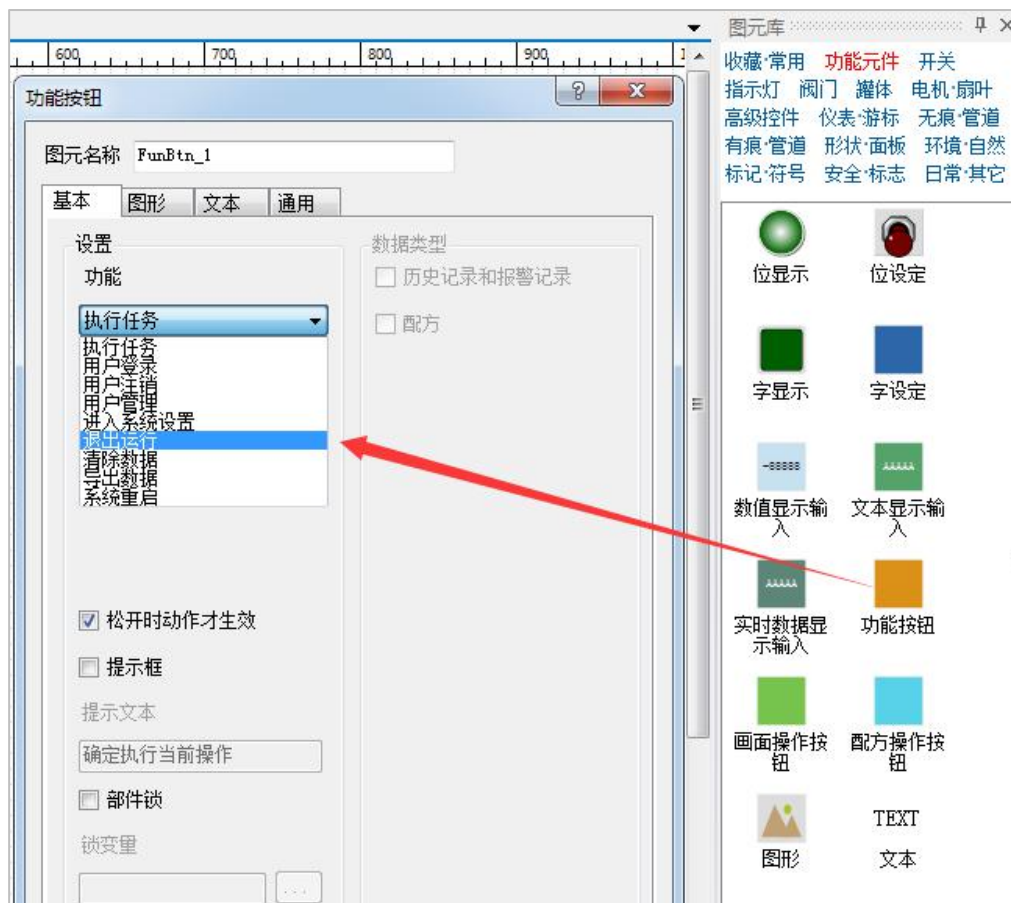 图元库
600 700 800 900 1
功能按钮
收藏·常用 功能元件 开关
指示灯 阀门 罐体 电机·扇叶
高级控件 仪表·游标 无痕·管道
有痕·管道 形状·面板 环境·自然
标记·符号 安全·标志 日常·其它
图元名称 FunBtn_1
基本 图形 文本 通用
设置
功能
执行任务
执行任务
用户登录
用户注销
用户管理
进入系统设置
退出运行
清除数据
导出数据
系统重启
松开时动作才生效
提示框
提示文本
确定执行当前操作
部件锁
锁变量
...
数据类型
历史记录和报警记录
配方
位显示 位设定
字显示 字设定
-88888 AAAAA
数值显示输
入
文本显示输
入
AAAAA
实时数据显
示输入
功能按钮
画面操作按
钮
配方操作按
钮
TEXT
图形 文本